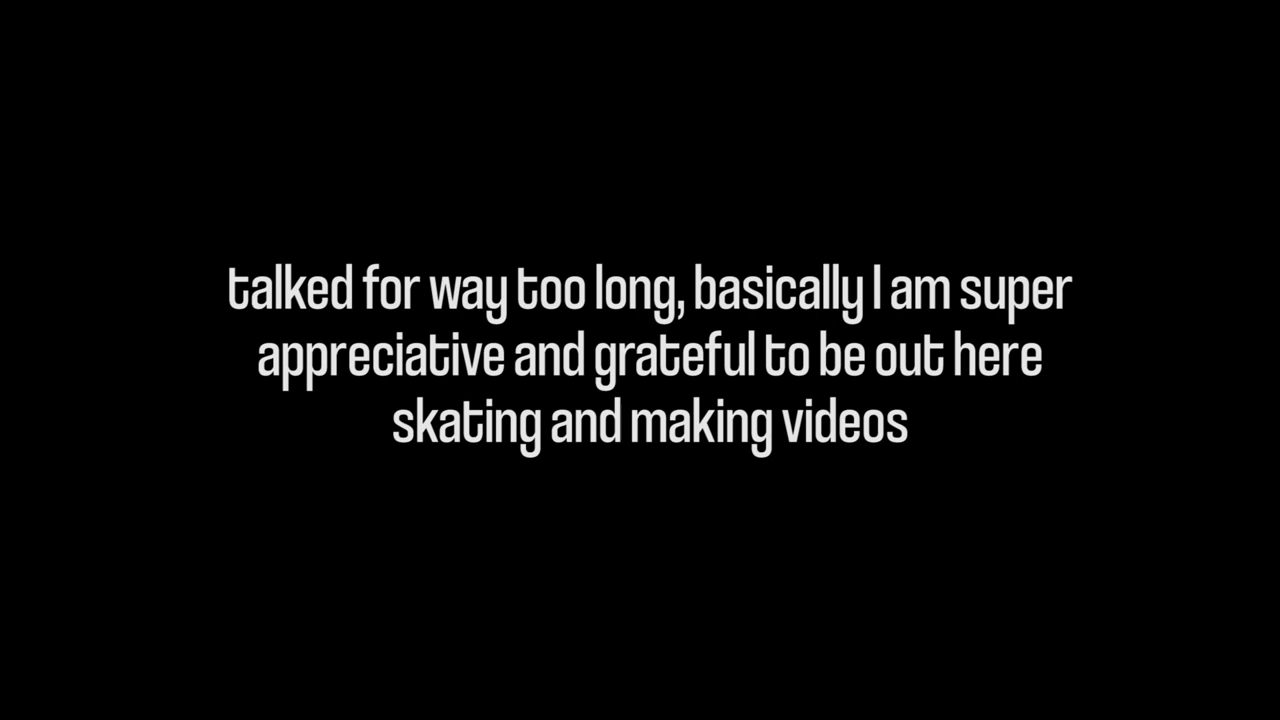 talked for way too long, basically I am super
appreciative and grateful to be out here
skating and making videos